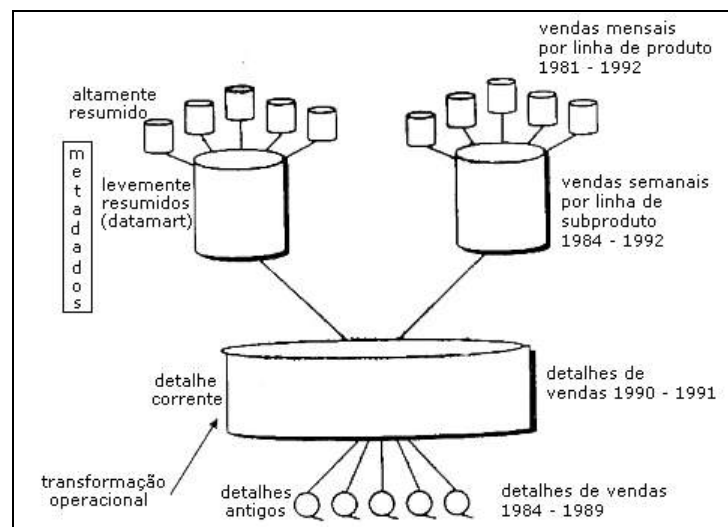 vendas mensais
por linha de produto
1981 - 1992
altamente
resumido
metadados
levemente
resumidos
(datamart)
vendas semanais
por linha de
subproduto
1984 - 1992
detalhe
corrente
detalhes de
vendas 1990 - 1991
transformação
operacional
detalhes
antigos
detalhes de vendas
1984 - 1989